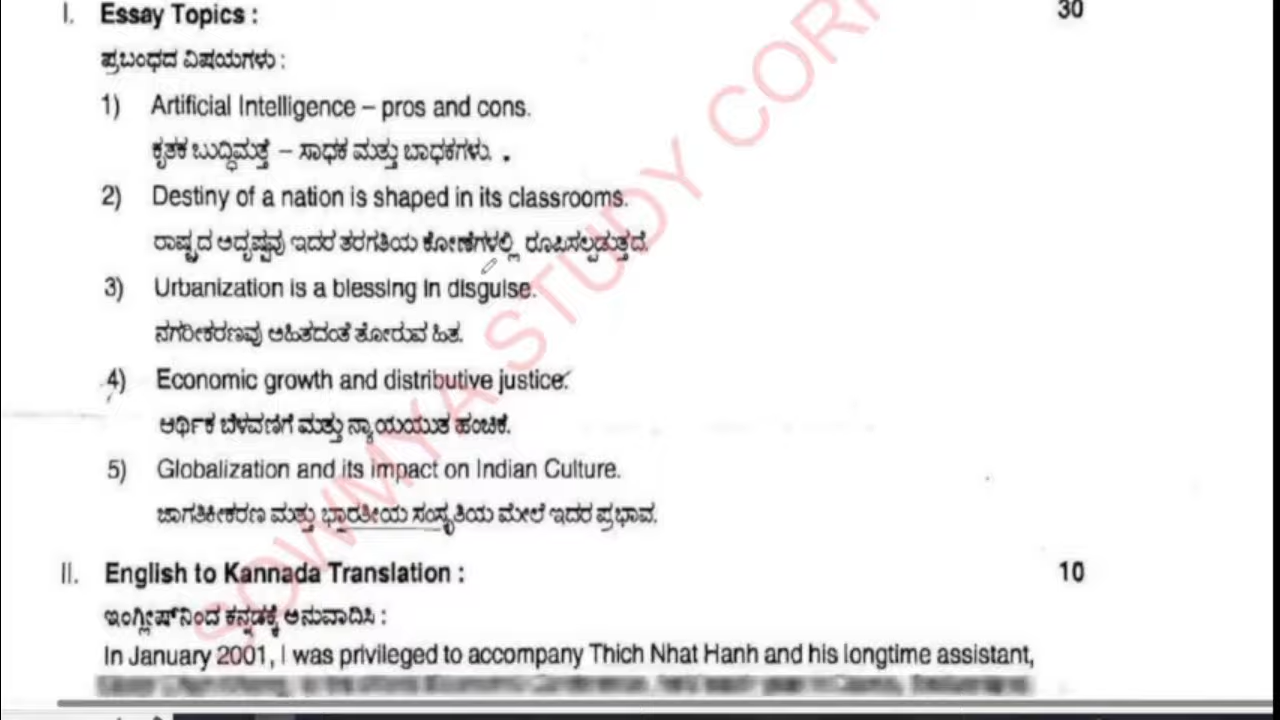 I. Essay Topics : 30
ಪ್ರಬಂಧದ ವಿಷಯಗಳು :
1) Artificial Intelligence – pros and cons.
ಕೃತಕ ಬುದ್ಧಿಮತ್ತೆ – ಸಾಧಕ ಮತ್ತು ಬಾಧಕಗಳು.
2) Destiny of a nation is shaped in its classrooms.
ರಾಷ್ಟ್ರದ ಅದೃಷ್ಟವು ಇದರ ತರಗತಿಯ ಕೋಣೆಗಳಲ್ಲಿ ರೂಪಿಸಲ್ಪಡುತ್ತದೆ.
3) Urbanization is a blessing in disguise.
ನಗರೀಕರಣವು ಅಹಿತದಂತೆ ತೋರುವ ಹಿತ.
4) Economic growth and distributive justice.
ಆರ್ಥಿಕ ಬೆಳವಣಿಗೆ ಮತ್ತು ನ್ಯಾಯಯುತ ಹಂಚಿಕೆ.
5) Globalization and its impact on Indian Culture.
ಜಾಗತಿಕೀಕರಣ ಮತ್ತು ಭಾರತೀಯ ಸಂಸ್ಕೃತಿಯ ಮೇಲೆ ಇದರ ಪ್ರಭಾವ.
II. English to Kannada Translation : 10
ಇಂಗ್ಲೀಷ್‌ನಿಂದ ಕನ್ನಡಕ್ಕೆ ಅನುವಾದಿಸಿ :
In January 2001, I was privileged to accompany Thich Nhat Hanh and his longtime assistant,
SOWMYA STUDY